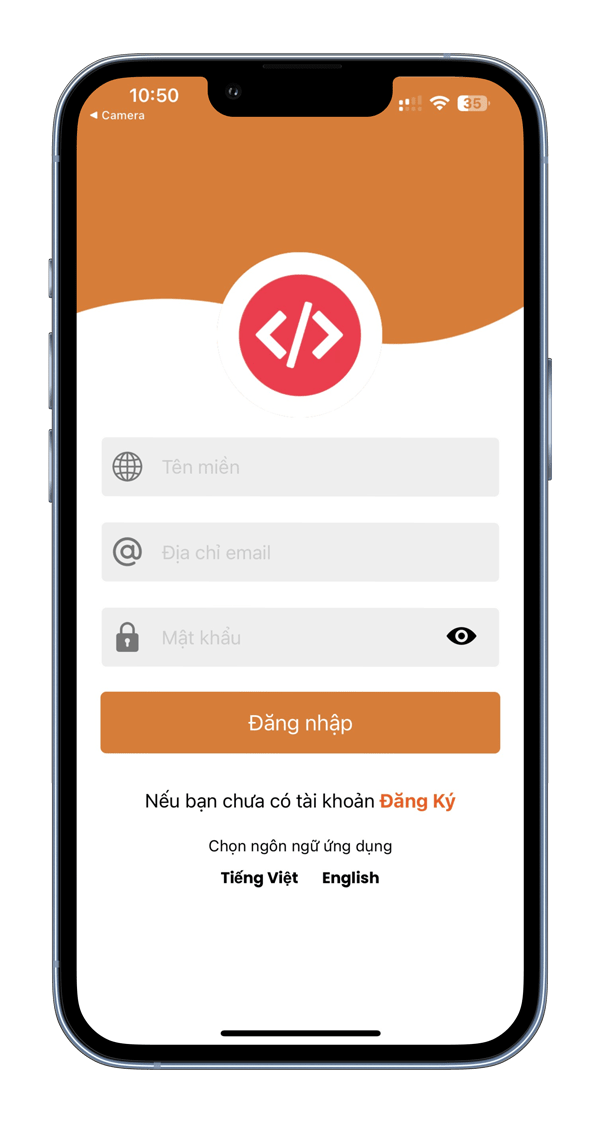 10:50
35
◀ Camera
</>
Tên miền
Địa chỉ email
Mật khẩu
Đăng nhập
Nếu bạn chưa có tài khoản Đăng Ký
Chọn ngôn ngữ ứng dụng
Tiếng Việt English